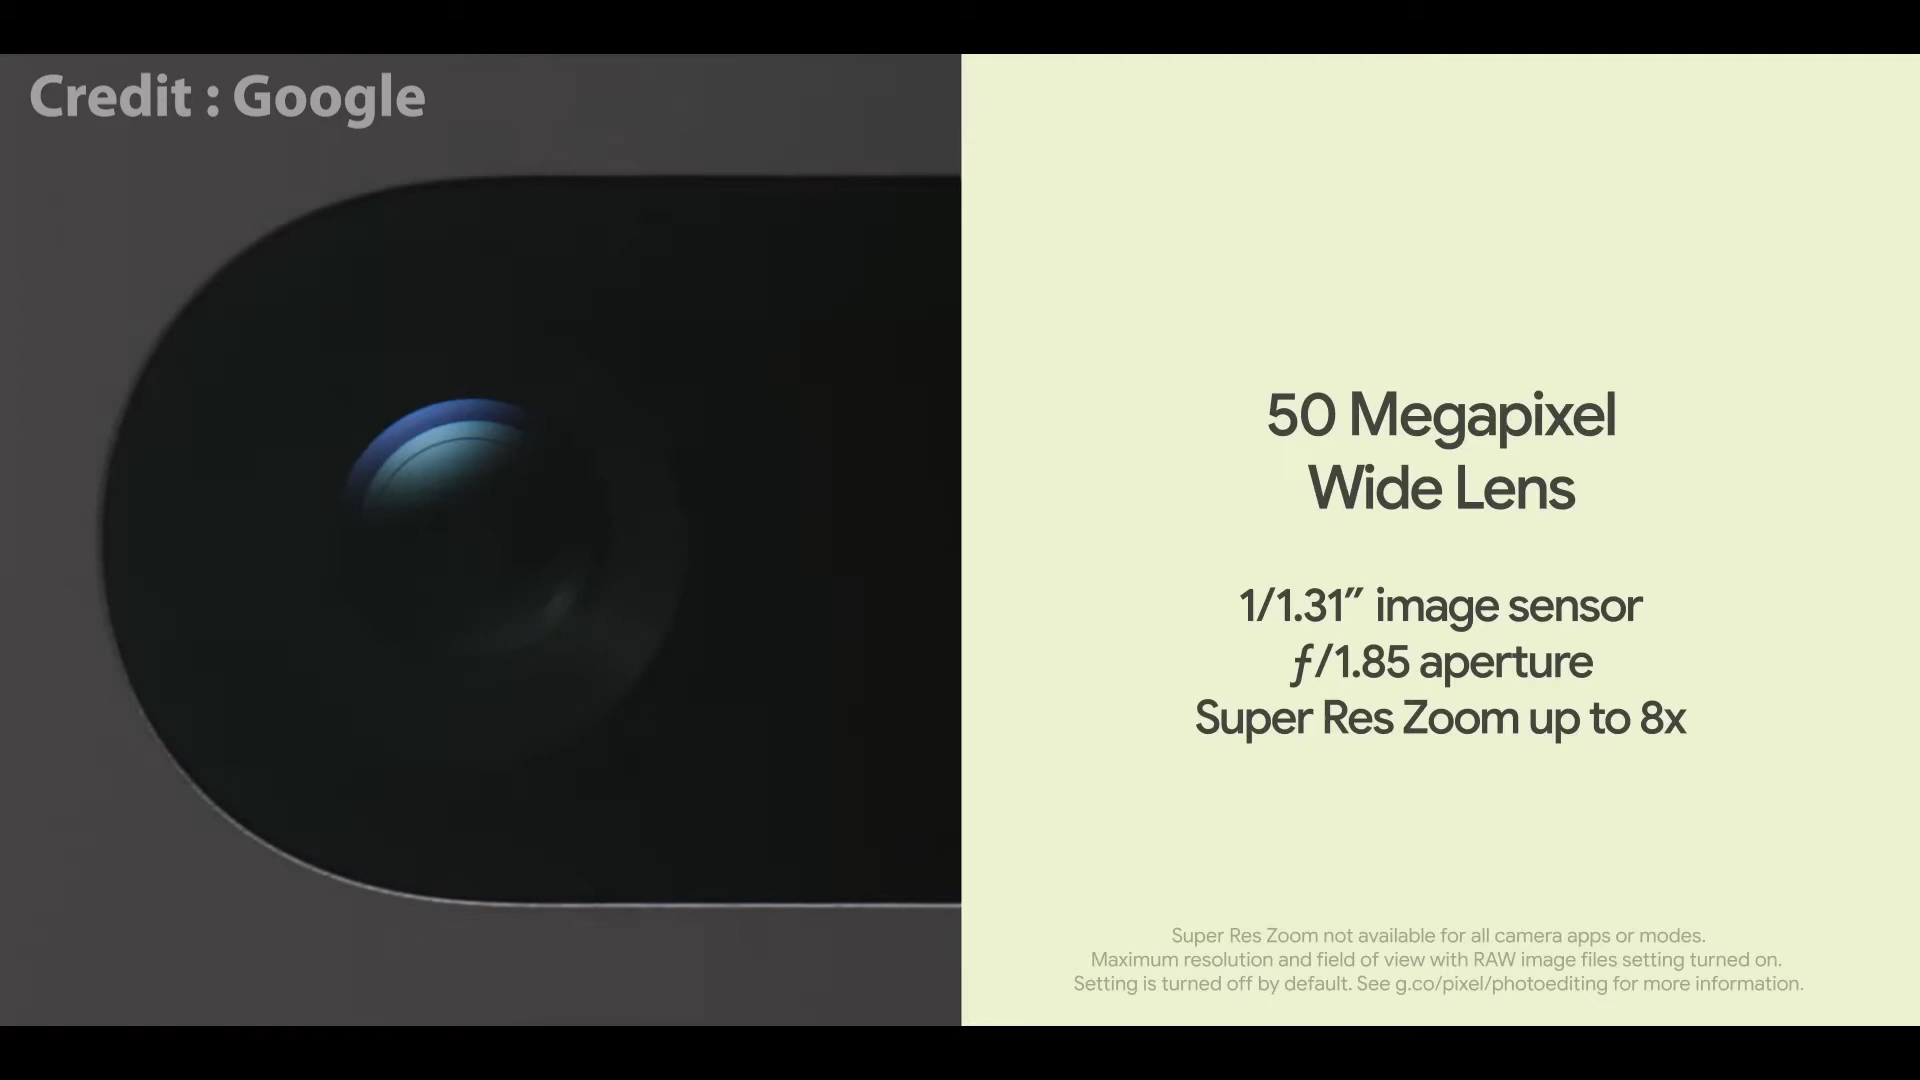 Credit : Google
50 Megapixel
Wide Lens
1/1.31″ image sensor
ƒ/1.85 aperture
Super Res Zoom up to 8x
Super Res Zoom not available for all camera apps or modes.
Maximum resolution and field of view with RAW image files setting turned on.
Setting is turned off by default. See g.co/pixel/photoediting for more information.